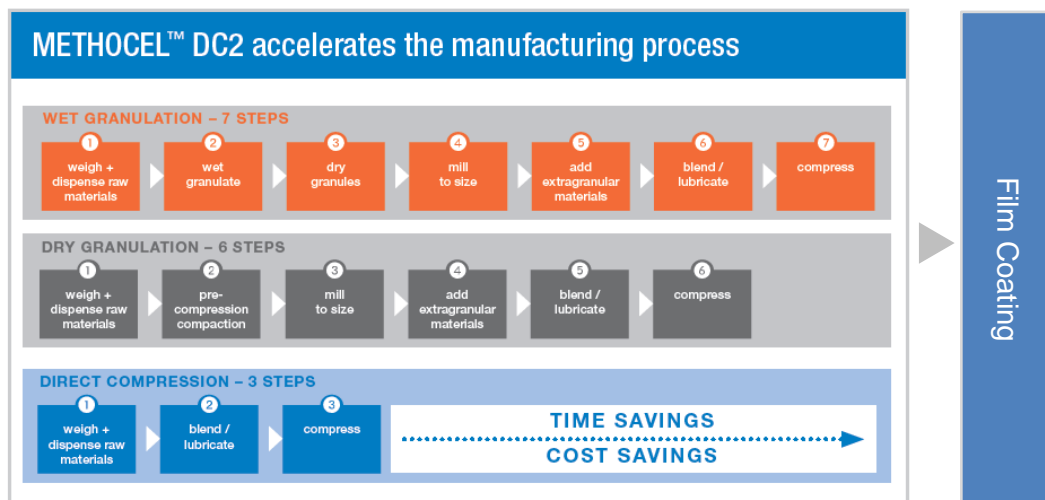 METHOCEL™ DC2 accelerates the manufacturing process
WET GRANULATION – 7 STEPS
1
weigh +
dispense raw
materials
2
wet
granulate
3
dry
granules
4
mill
to size
5
add
extragranular
materials
6
blend /
lubricate
7
compress
DRY GRANULATION – 6 STEPS
1
weigh +
dispense raw
materials
2
pre-
compression
compaction
3
mill
to size
4
add
extragranular
materials
5
blend /
lubricate
6
compress
DIRECT COMPRESSION – 3 STEPS
1
weigh +
dispense raw
materials
2
blend /
lubricate
3
compress
TIME SAVINGS
COST SAVINGS
Film Coating